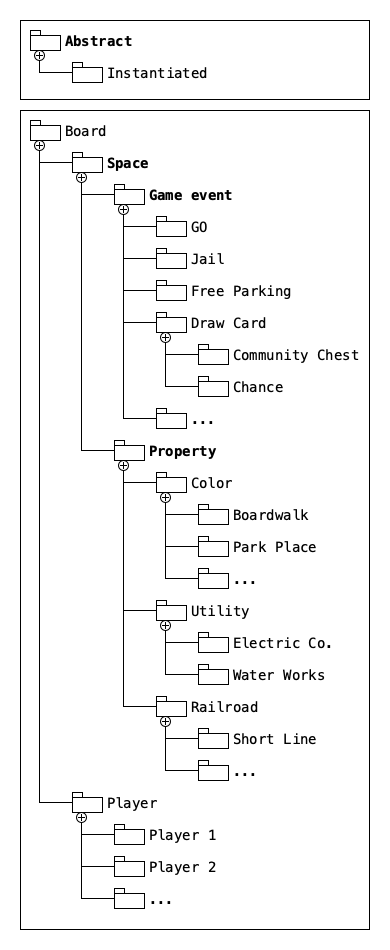 Abstract
Instantiated
Board
Space
Game event
GO
Jail
Free Parking
Draw Card
Community Chest
Chance
...
Property
Color
Boardwalk
Park Place
...
Utility
Electric Co.
Water Works
Railroad
Short Line
...
Player
Player 1
Player 2
...